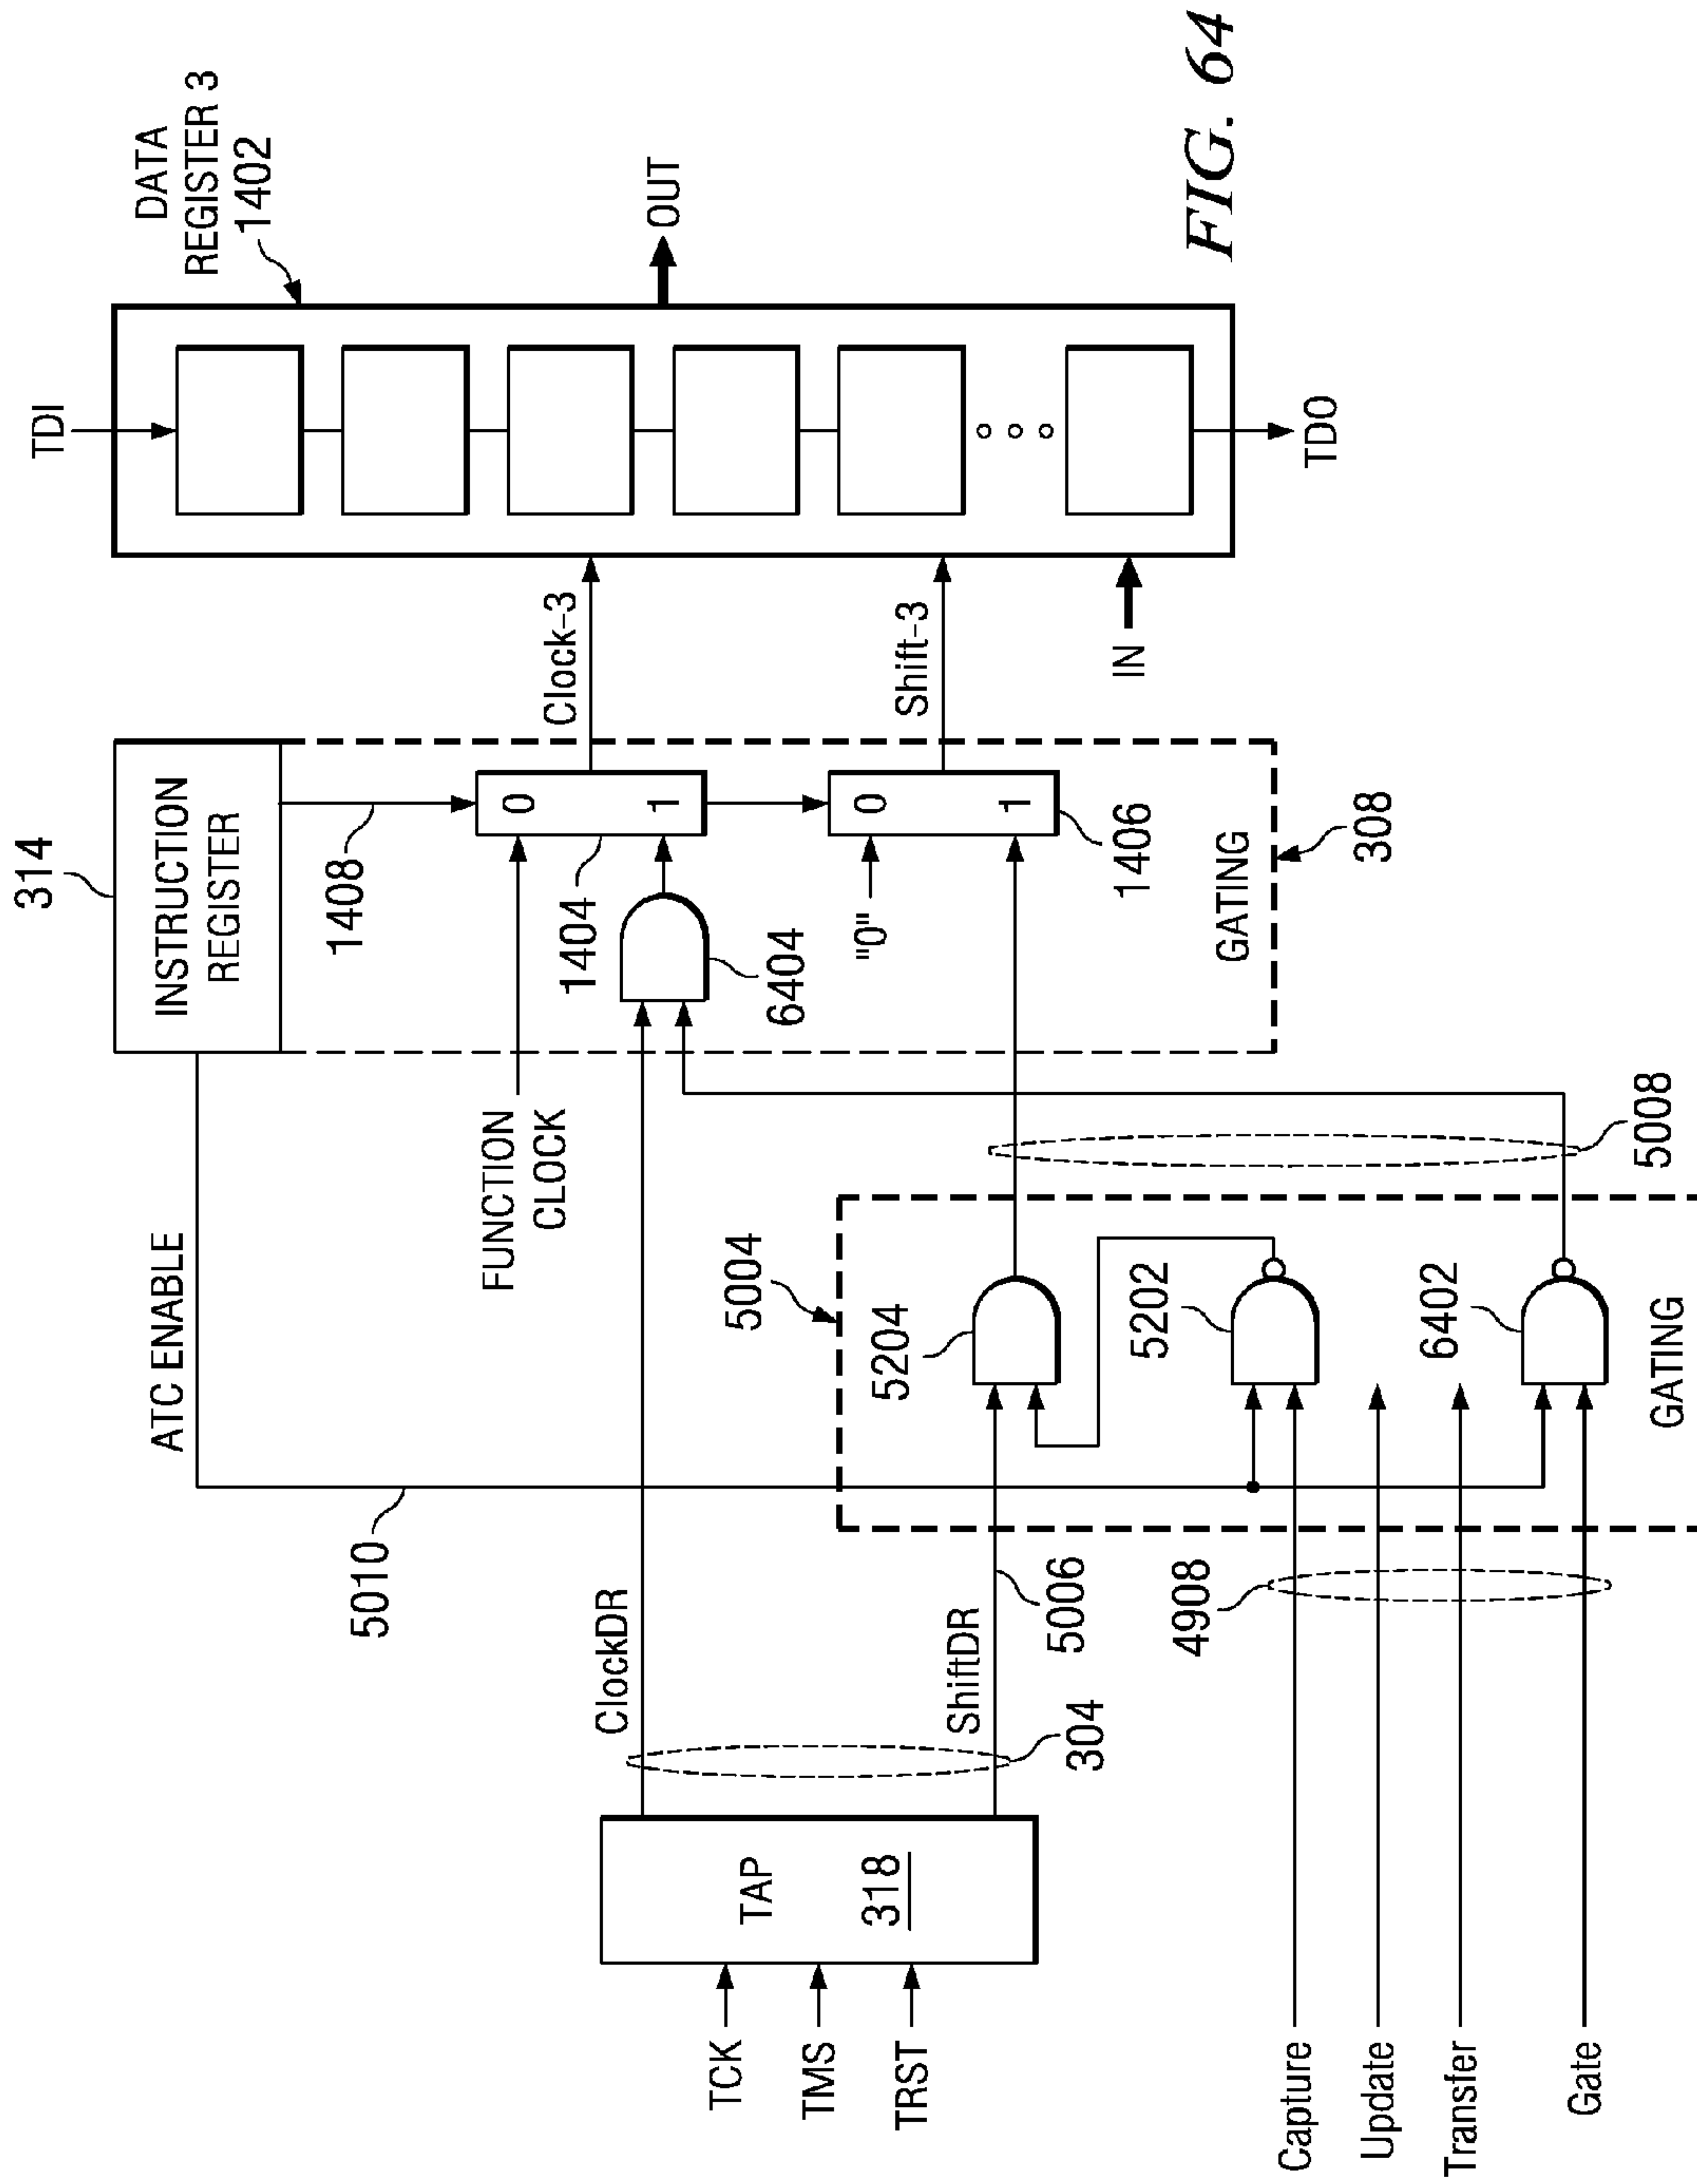 314
INSTRUCTION
REGISTER
ATC ENABLE
5010
1408
FUNCTION
CLOCK
1404
0
1
6404
"0"
0
1
1406
GATING
308
Clock-3
Shift-3
IN
DATA
REGISTER 3
1402
TDI
OUT
TDO
TCK
TMS
TRST
TAP
318
ClockDR
ShiftDR
304
5006
5004
5204
5202
6402
GATING
5008
4908
Capture
Update
Transfer
Gate
FIG. 64